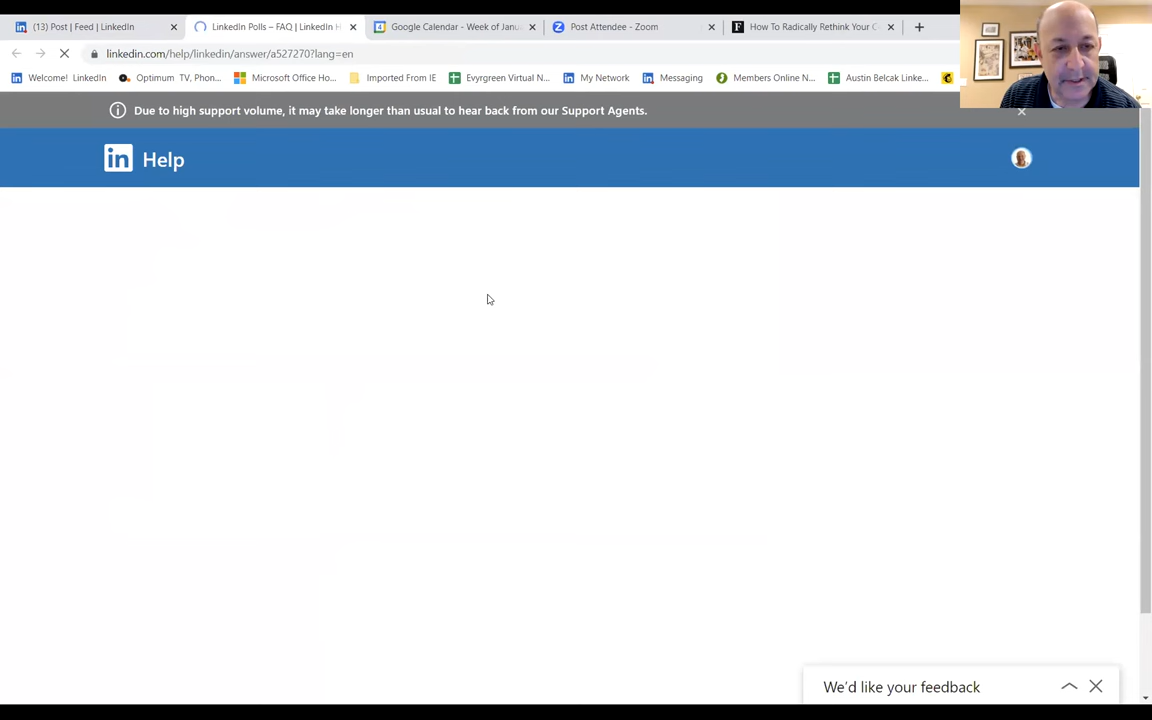 (13) Post | Feed | LinkedIn
LinkedIn Polls – FAQ | LinkedIn H
Google Calendar - Week of Janu
Post Attendee - Zoom
How To Radically Rethink Your C
linkedin.com/help/linkedin/answer/a527270?lang=en
Welcome! LinkedIn
Optimum TV, Phon...
Microsoft Office Ho...
Imported From IE
Evyrgreen Virtual N...
My Network
Messaging
Members Online N...
Austin Belcak Linke...
Due to high support volume, it may take longer than usual to hear back from our Support Agents.
in Help
We'd like your feedback